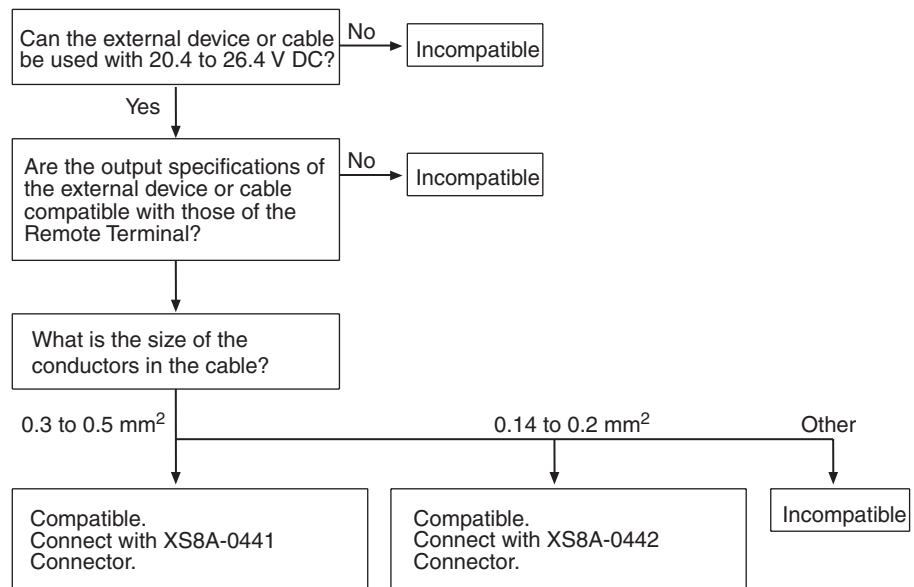 Can the external device or cable
be used with 20.4 to 26.4 V DC?
No
Incompatible
Yes
Are the output specifications of
the external device or cable
compatible with those of the
Remote Terminal?
No
Incompatible
What is the size of the
conductors in the cable?
0.3 to 0.5 mm²
0.14 to 0.2 mm²
Other
Compatible.
Connect with XS8A-0441
Connector.
Compatible.
Connect with XS8A-0442
Connector.
Incompatible